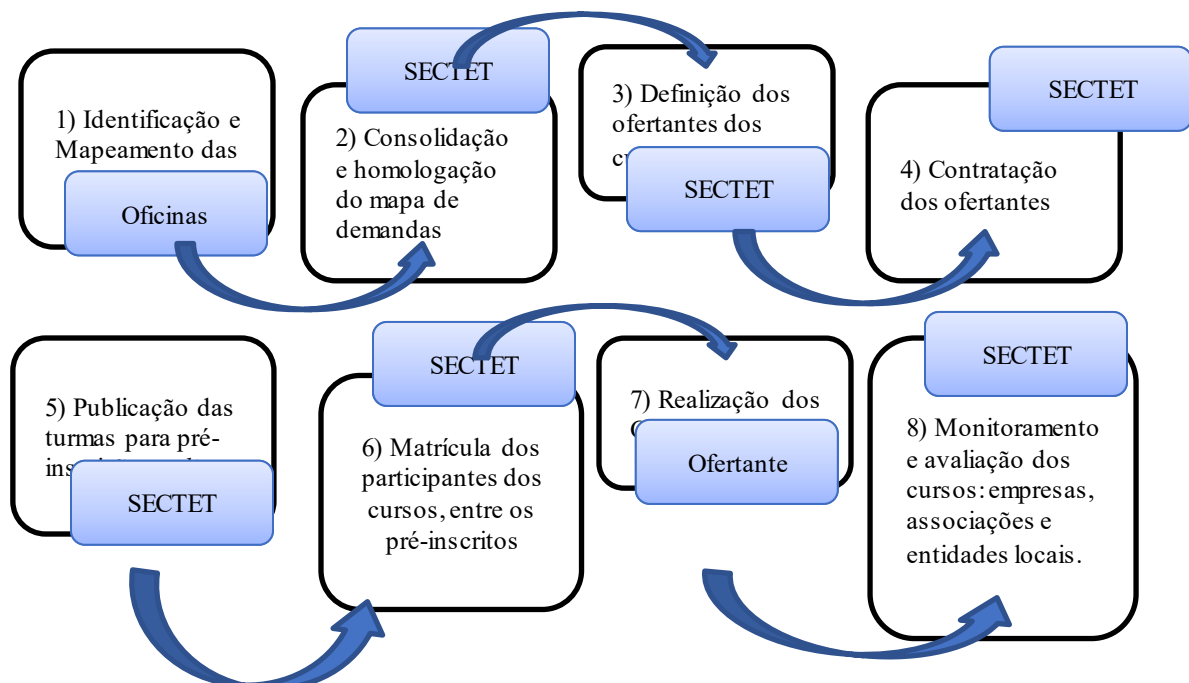 1) Identificação e
Mapeamento das
Oficinas
SECTET
2) Consolidação
e homologação
do mapa de
demandas
3) Definição dos
ofertantes dos
SECTET
SECTET
4) Contratação
dos ofertantes
5) Publicação das
turmas para pré-
SECTET
SECTET
6) Matrícula dos
participantes dos
cursos, entre os
pré-inscritos
7) Realização dos
Ofertante
SECTET
8) Monitoramento
e avaliação dos
cursos: empresas,
associações e
entidades locais.